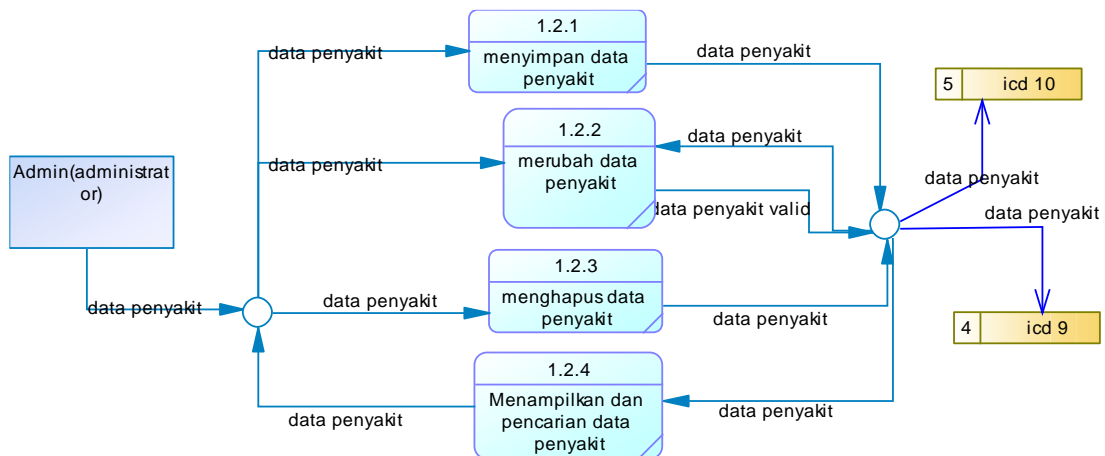 1.2.1
menyimpan data
penyakit
data penyakit
data penyakit
5
icd 10
1.2.2
merubah data
penyakit
data penyakit
data penyakit
Admin(administrat
or)
data penyakit valid
data penyakit
data penyakit
1.2.3
menghapus data
penyakit
data penyakit
data penyakit
data penyakit
4
icd 9
1.2.4
Menampilkan dan
pencarian data
penyakit
data penyakit
data penyakit